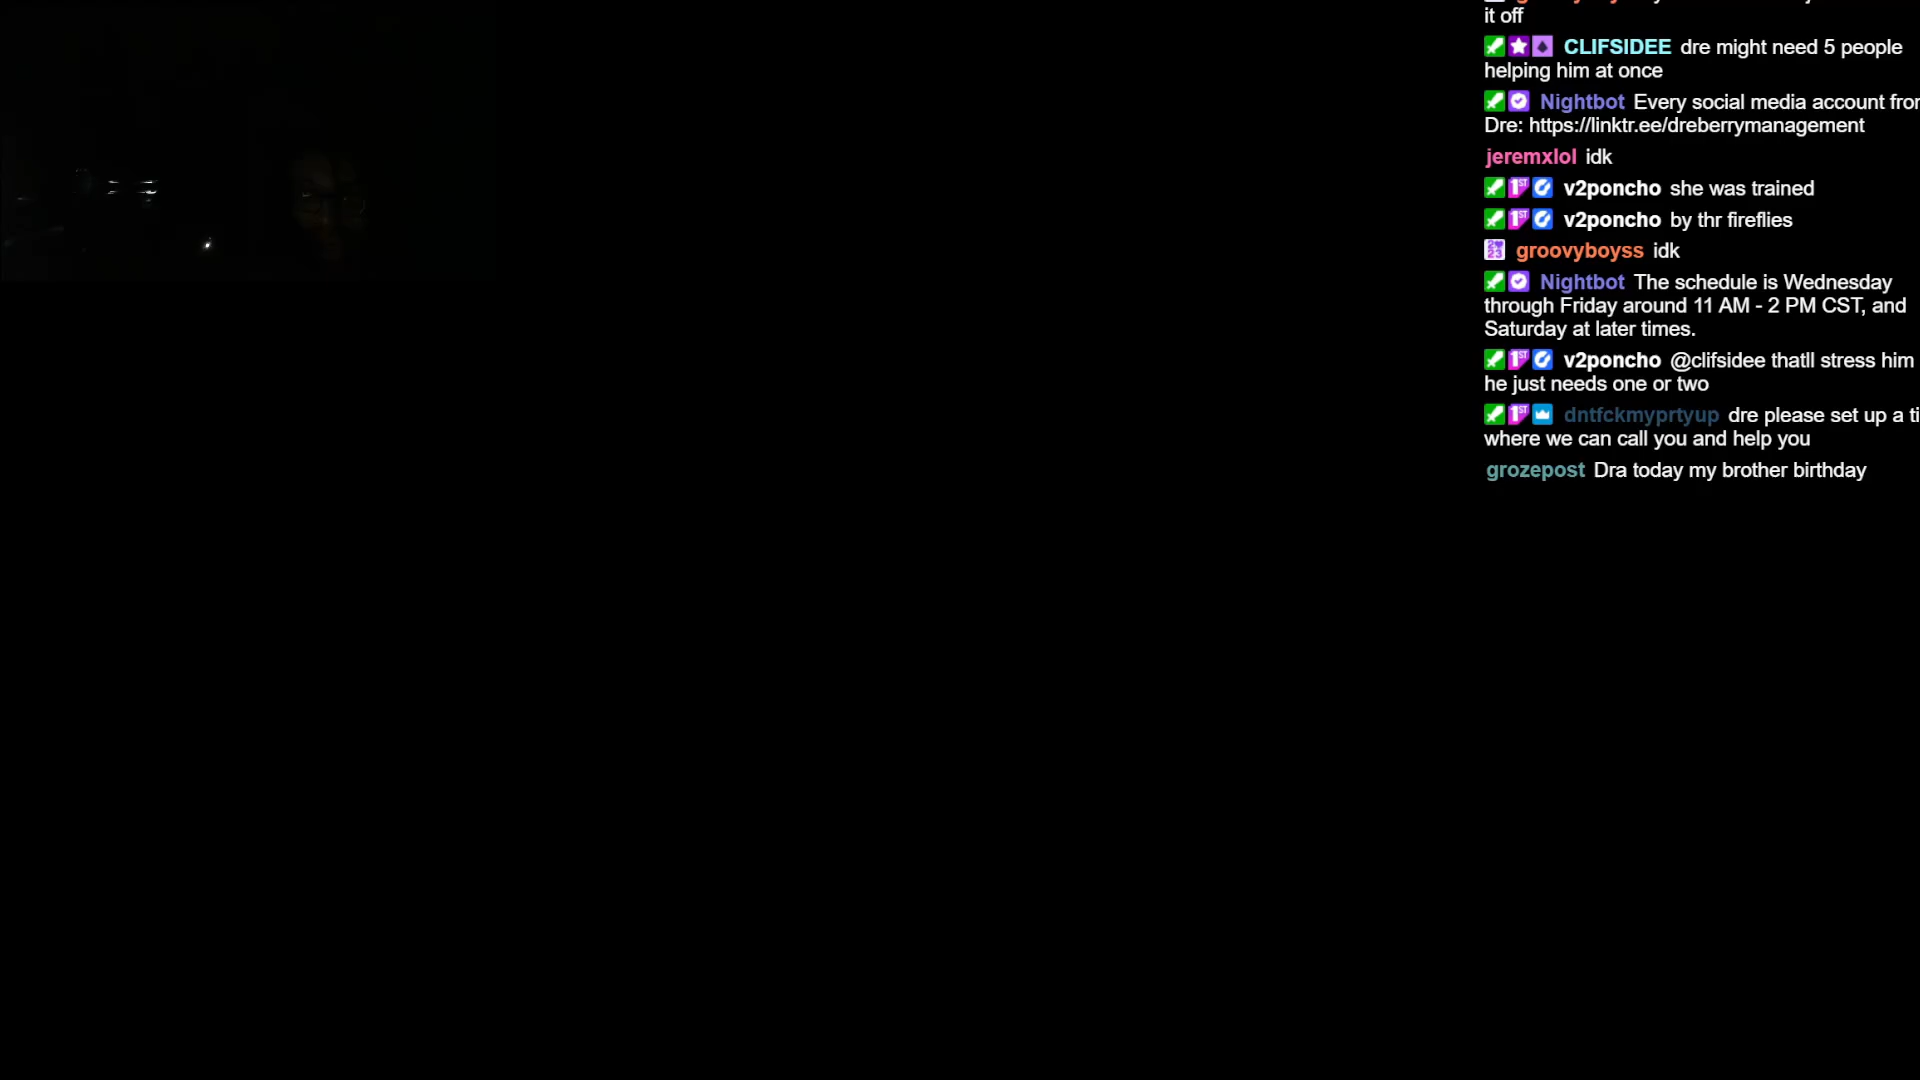 it off
CLIFSIDEE dre might need 5 people
helping him at once
Nightbot Every social media account from
Dre: https://linktr.ee/dreberrymanagement
jeremxlol idk
v2poncho she was trained
v2poncho by thr fireflies
groovyboyss idk
Nightbot The schedule is Wednesday
through Friday around 11 AM - 2 PM CST, and
Saturday at later times.
v2poncho @clifsidee thatll stress him
he just needs one or two
dntfckmyprtyup dre please set up a ti
where we can call you and help you
grozepost Dra today my brother birthday